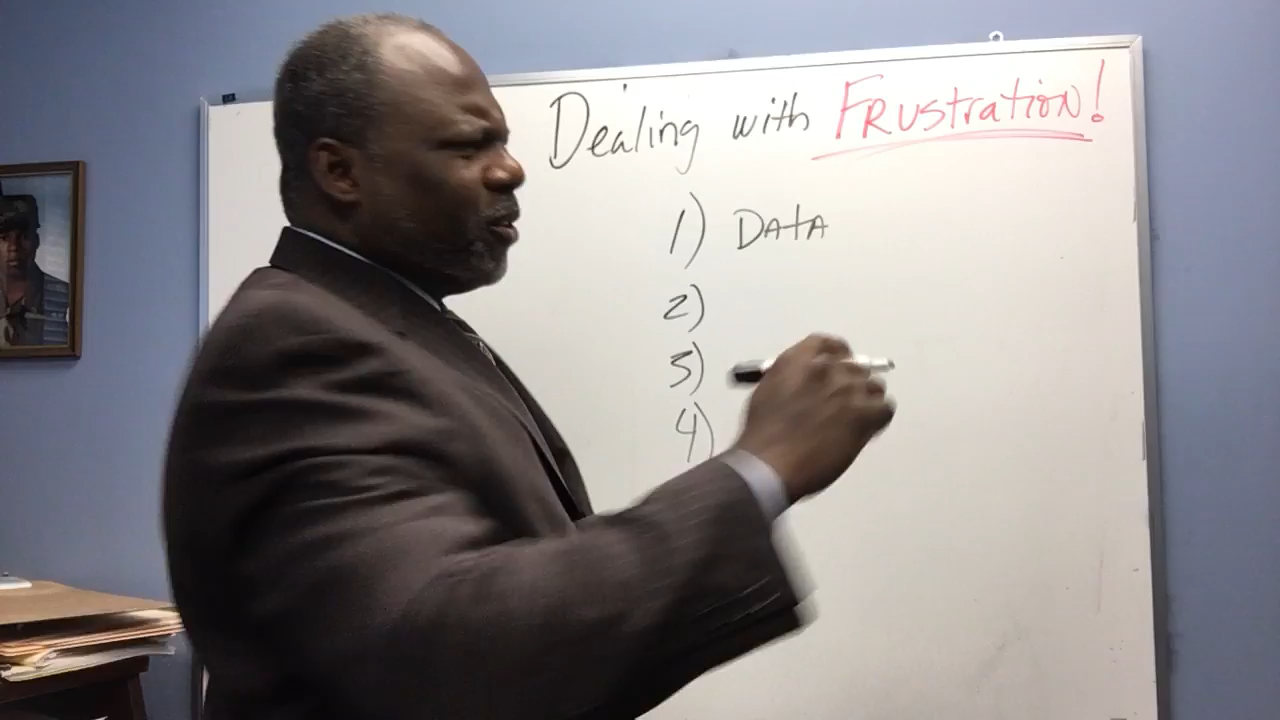 Dealing with FRUStratioN!
1) DAtA
2)
3)
4)